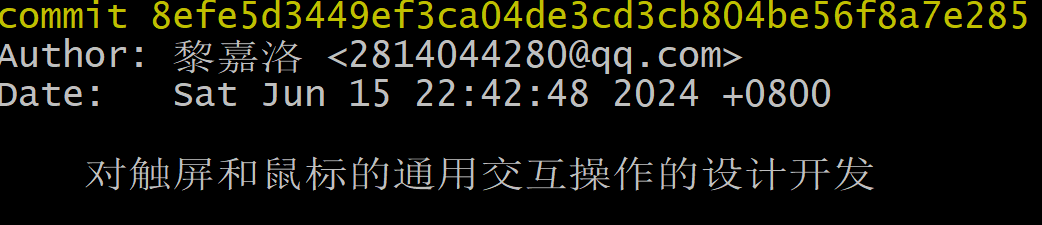 commit 8efe5d3449ef3ca04de3cd3cb804be56f8a7e285
Author: 黎嘉洛 <2814044280@qq.com>
Date:   Sat Jun 15 22:42:48 2024 +0800
对触屏和鼠标的通用交互操作的设计开发